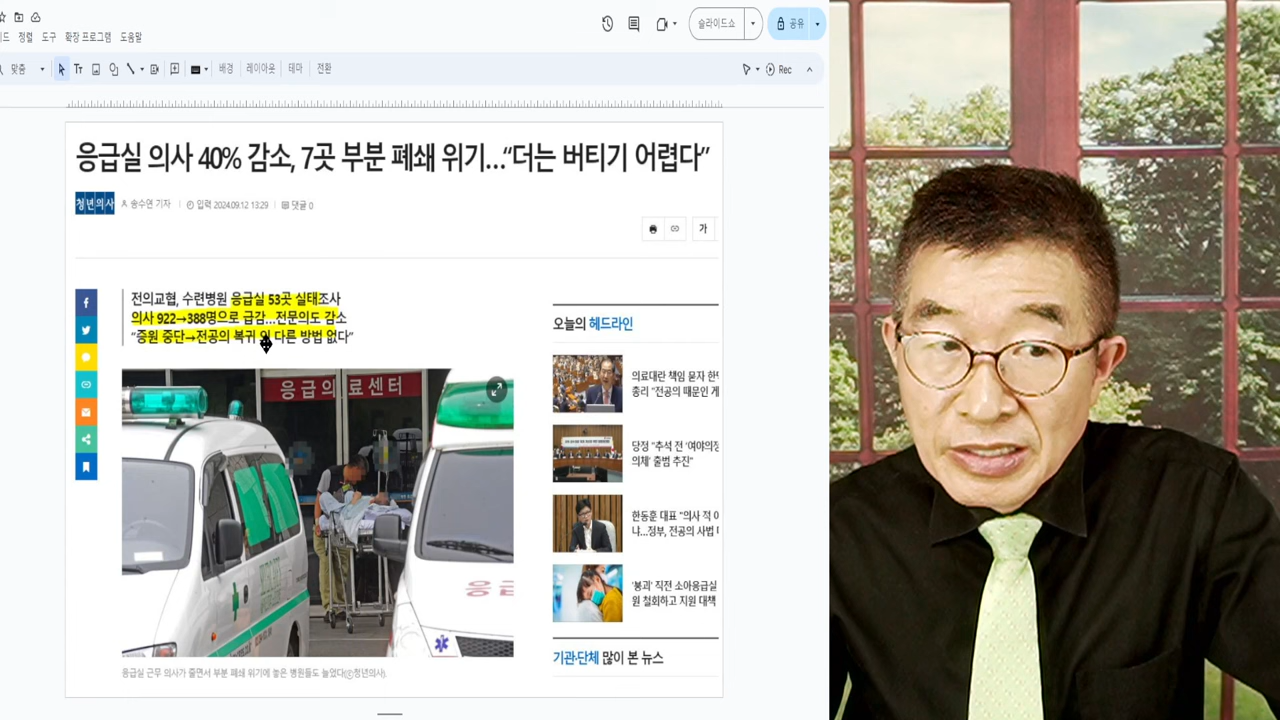 정렬 도구 확장 프로그램 도움말
슬라이드쇼
공유
맞춤
Tт
배경 레이아웃 테마 전환
Rec
응급실 의사 40% 감소, 7곳 부분 폐쇄 위기…“더는 버티기 어렵다”
청년의사 송수연 기자 입력 2024.09.12 13:29 댓글 0
가
전의교협, 수련병원 응급실 53곳 실태조사
의사 922→388명으로 급감…전문의도 감소
“증원 중단→전공의 복귀 외 다른 방법 없다”
오늘의 헤드라인
의료대란 책임 묻자
총리 "전공의 때문인
당정 "추석 전 '여야의정
의체' 출범 추진"
한동훈 대표 "의사 적
냐…정부, 전공의 사법
'붕괴' 직전 소아응급실
원 철회하고 지원 대책
기관·단체 많이 본 뉴스
응급의료센터
응급
응급실 근무 의사가 줄면서 부분 폐쇄 위기에 놓은 병원들도 늘었다(ⓒ청년의사).